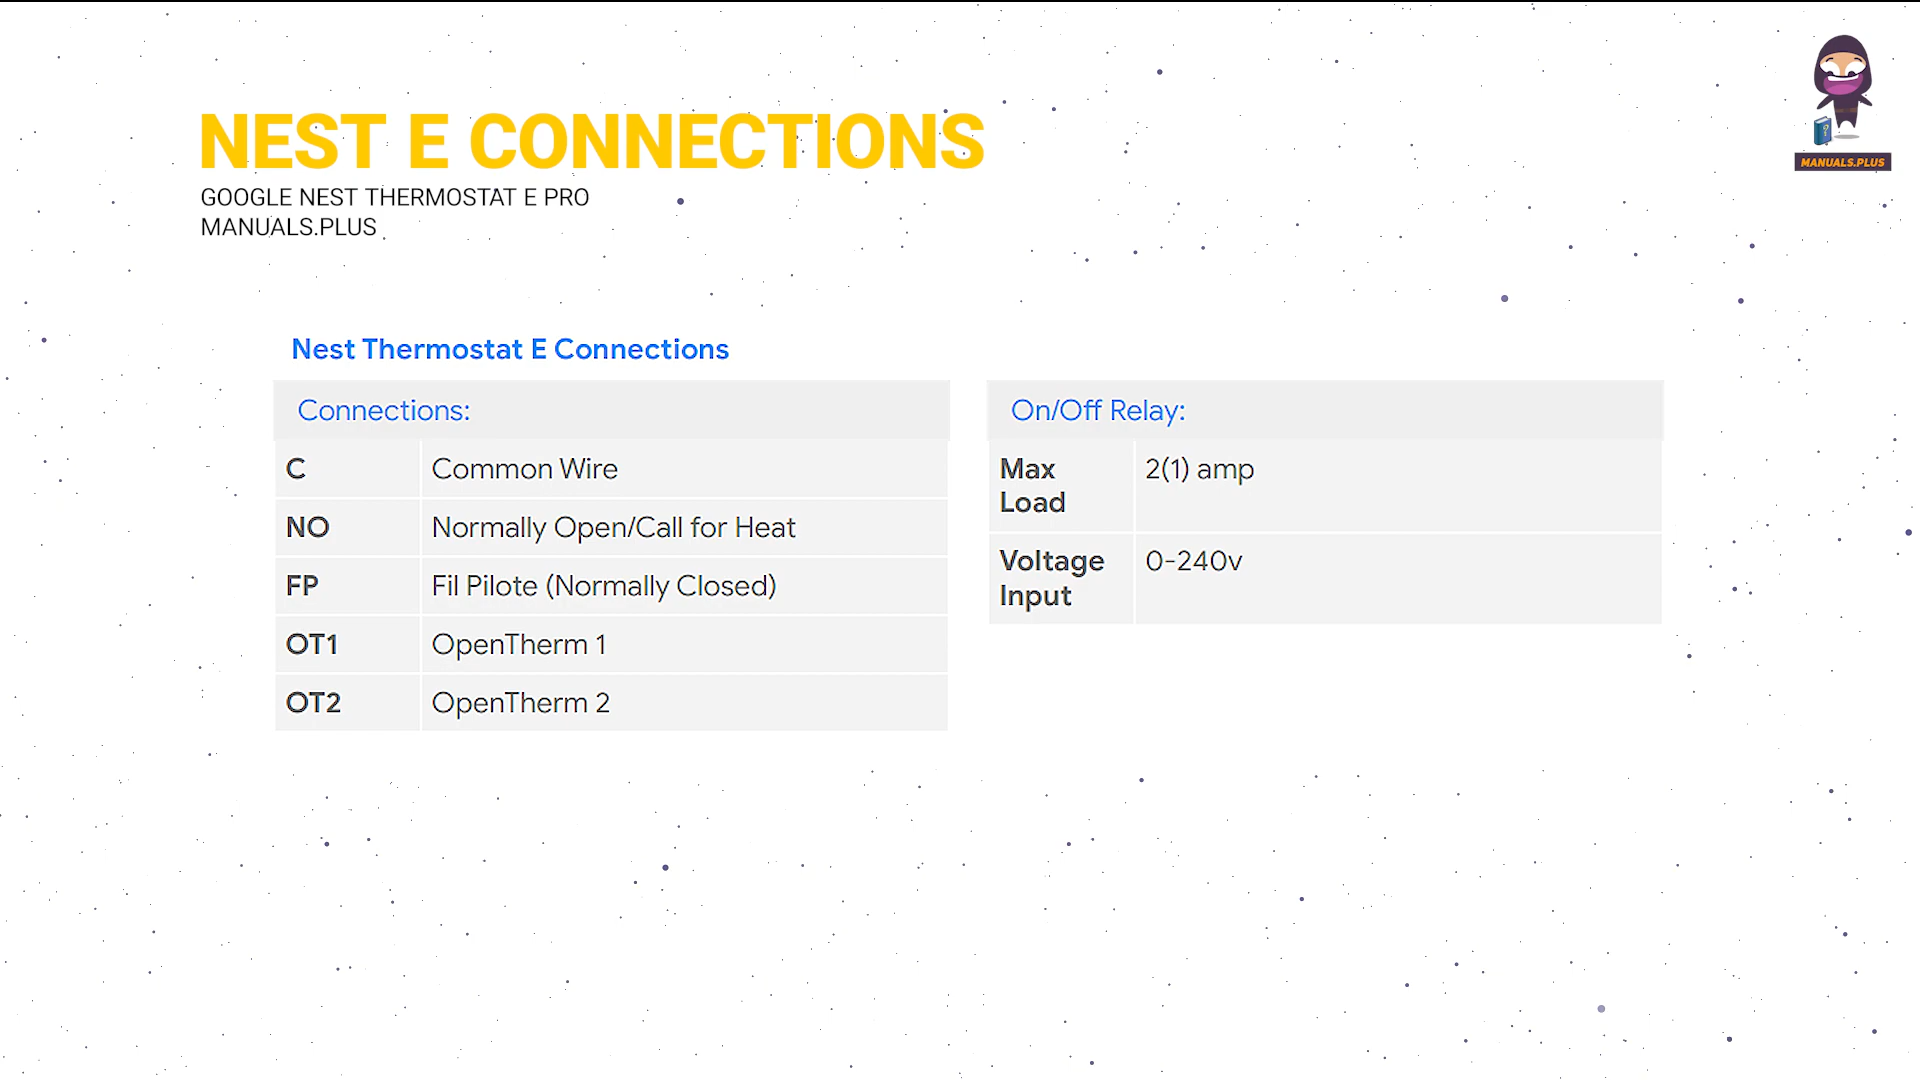 NEST E CONNECTIONS
GOOGLE NEST THERMOSTAT E PRO
MANUALS.PLUS
MANUALS.PLUS
Nest Thermostat E Connections
Connections:
C Common Wire
NO Normally Open/Call for Heat
FP Fil Pilote (Normally Closed)
OT1 OpenTherm 1
OT2 OpenTherm 2
On/Off Relay:
Max 2(1) amp
Load
Voltage 0-240v
Input